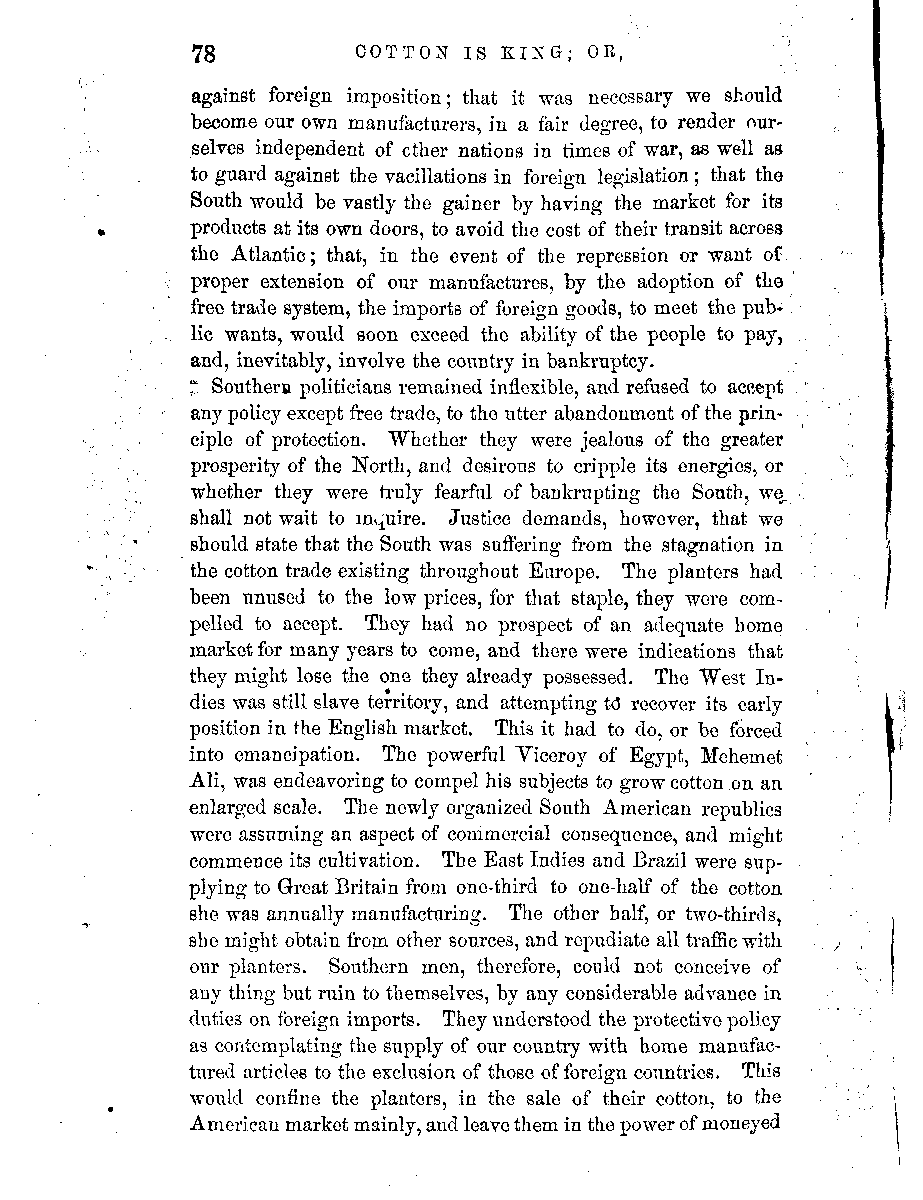 78 COTTON IS KING; OR,
against foreign imposition; that it was necessary we should
become our own manufacturers, in a fair degree, to render our-
selves independent of other nations in times of war, as well as
to guard against the vacillations in foreign legislation; that the
South would be vastly the gainer by having the market for its
products at its own doors, to avoid the cost of their transit across
the Atlantic; that, in the event of the repression or want of
proper extension of our manufactures, by the adoption of the
free trade system, the imports of foreign goods, to meet the pub-
lic wants, would soon exceed the ability of the people to pay,
and, inevitably, involve the country in bankruptcy.
Southern politicians remained inflexible, and refused to accept
any policy except free trade, to the utter abandonment of the prin-
ciple of protection. Whether they were jealous of the greater
prosperity of the North, and desirous to cripple its energies, or
whether they were truly fearful of bankrupting the South, we
shall not wait to inquire. Justice demands, however, that we
should state that the South was suffering from the stagnation in
the cotton trade existing throughout Europe. The planters had
been unused to the low prices, for that staple, they were com-
pelled to accept. They had no prospect of an adequate home
market for many years to come, and there were indications that
they might lose the one they already possessed. The West In-
dies was still slave territory, and attempting to recover its early
position in the English market. This it had to do, or be forced
into emancipation. The powerful Viceroy of Egypt, Mehemet
Ali, was endeavoring to compel his subjects to grow cotton on an
enlarged scale. The newly organized South American republics
were assuming an aspect of commercial consequence, and might
commence its cultivation. The East Indies and Brazil were sup-
plying to Great Britain from one-third to one-half of the cotton
she was annually manufacturing. The other half, or two-thirds,
she might obtain from other sources, and repudiate all traffic with
our planters. Southern men, therefore, could not conceive of
any thing but ruin to themselves, by any considerable advance in
duties on foreign imports. They understood the protective policy
as contemplating the supply of our country with home manufac-
tured articles to the exclusion of those of foreign countries. This
would confine the planters, in the sale of their cotton, to the
American market mainly, and leave them in the power of moneyed